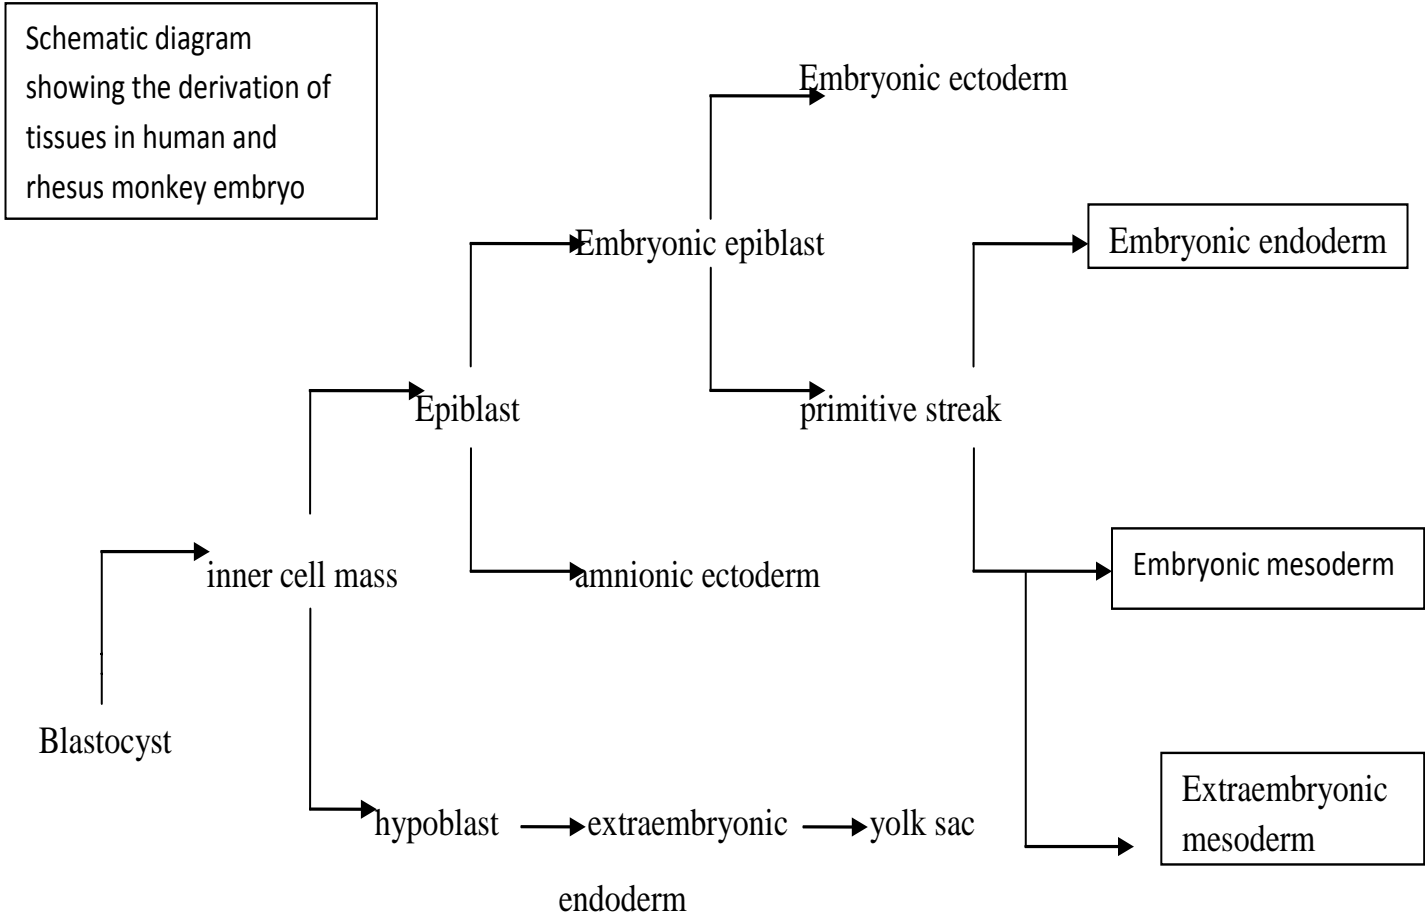 Schematic diagram
showing the derivation of
tissues in human and
rhesus monkey embryo
Embryonic ectoderm
Embryonic epiblast
Embryonic endoderm
Epiblast
primitive streak
inner cell mass
amnionic ectoderm
Embryonic mesoderm
Blastocyst
hypoblast
extraembryonic
endoderm
yolk sac
Extraembryonic
mesoderm